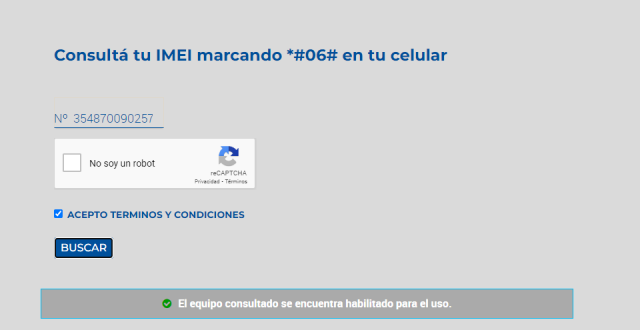 Consultá tu IMEI marcando *#06# en tu celular
Nº 354870090257
No soy un robot
reCAPTCHA
Privacidad • Términos
ACEPTO TERMINOS Y CONDICIONES
BUSCAR
El equipo consultado se encuentra habilitado para el uso.